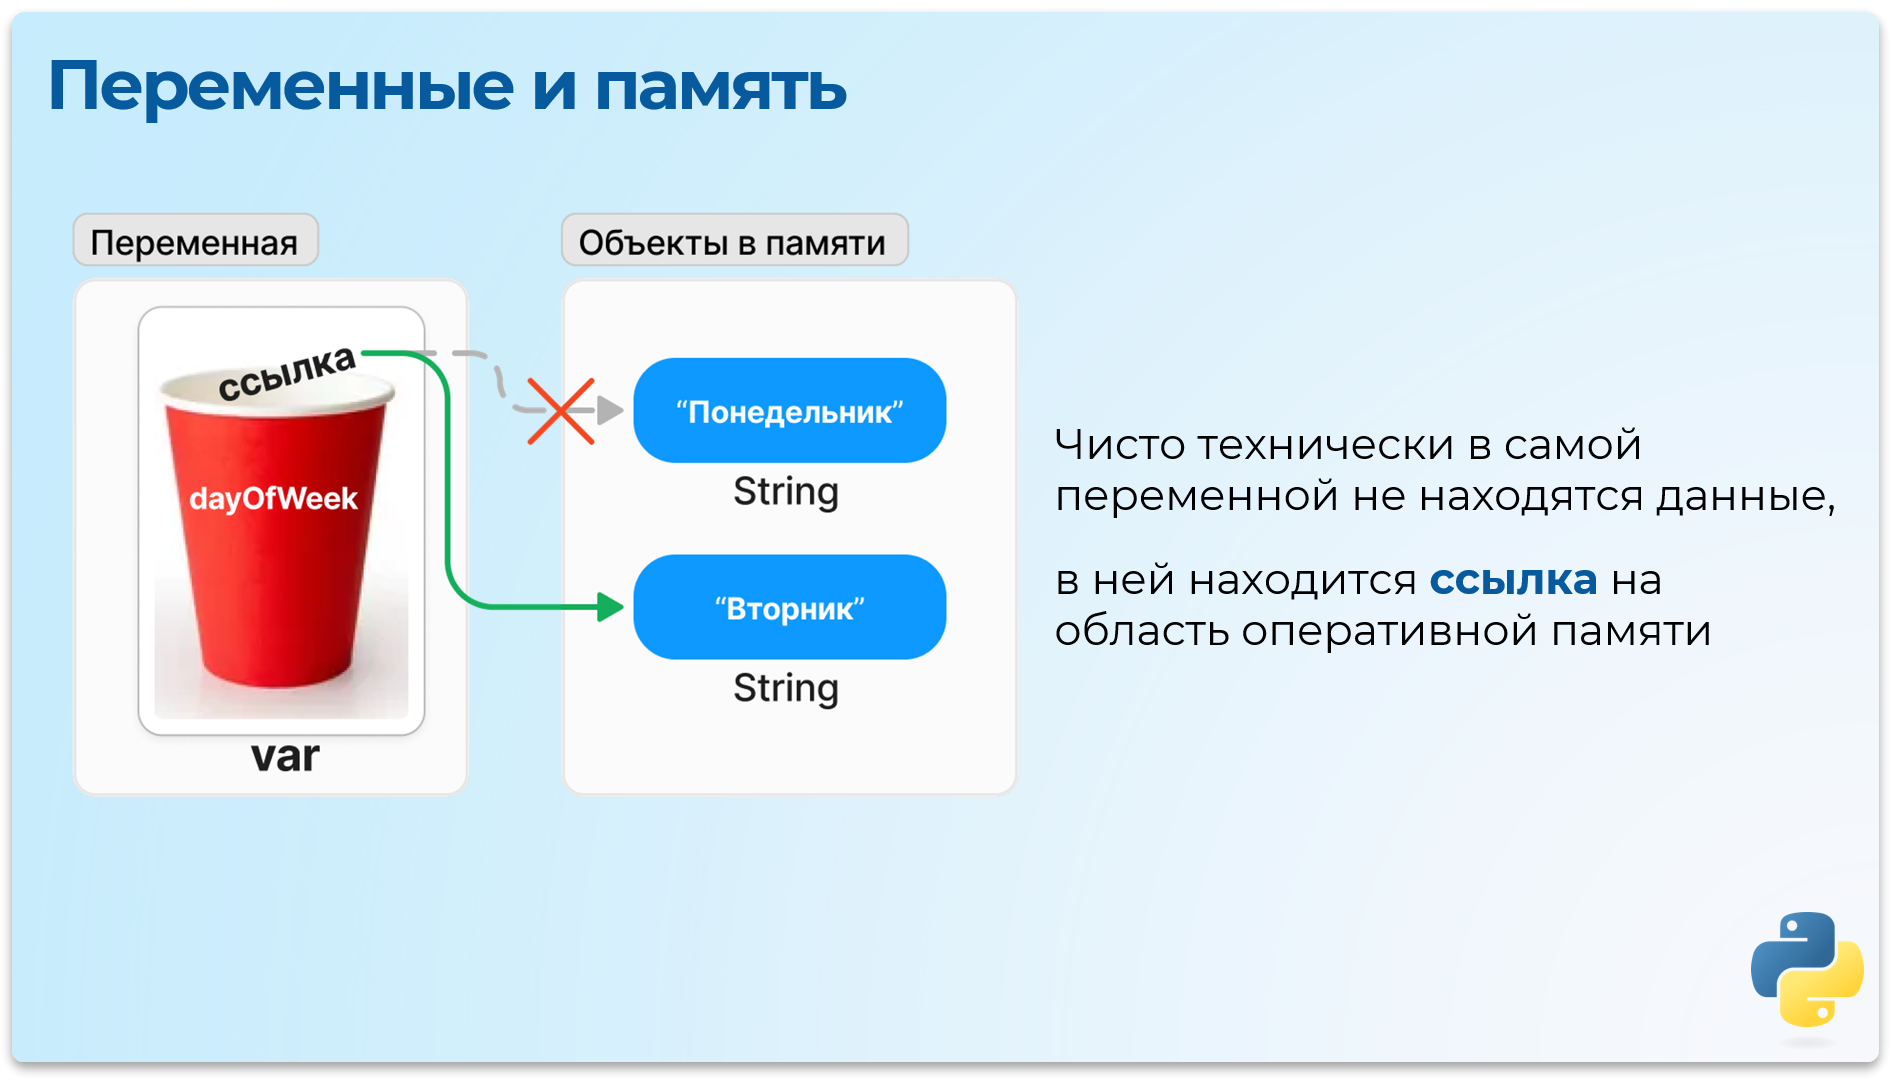 Переменные и память
Переменная
Объекты в памяти
ссылка
dayOfWeek
var
“Понедельник”
String
“Вторник”
String
Чисто технически в самой
переменной не находятся данные,
в ней находится ссылка на
область оперативной памяти